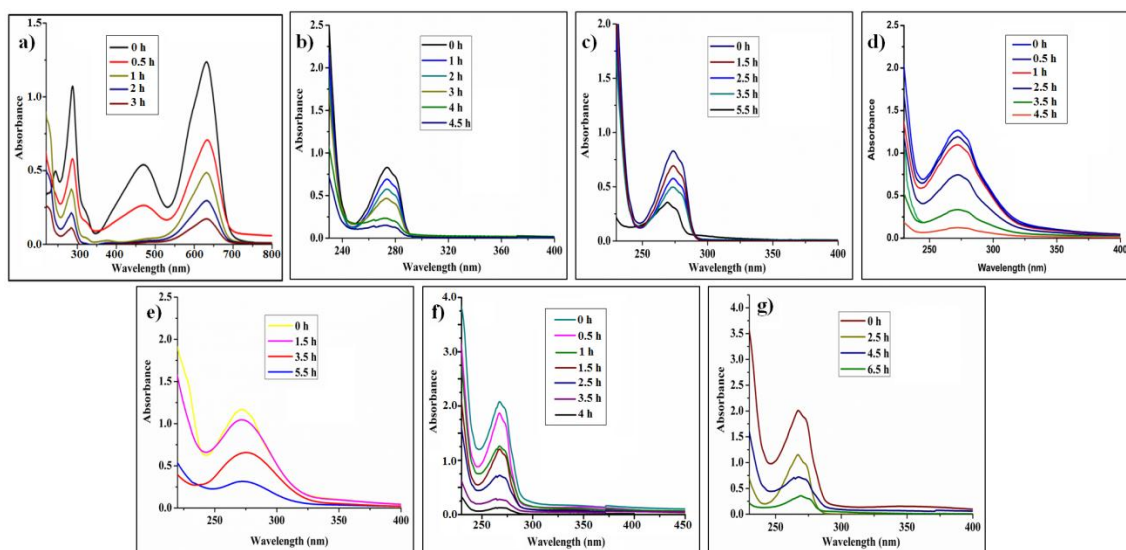 a)
Absorbance
1.5
1.0
0.5
0.0
0 h
0.5 h
1 h
2 h
3 h
300 400 500 600 700 800
Wavelength (nm)
b)
Absorbance
2.5
2.0
1.5
1.0
0.5
0.0
0 h
1 h
2 h
3 h
4 h
4.5 h
240 280 320 360 400
Wavelength (nm)
c)
Absorbance
2.0
1.5
1.0
0.5
0.0
0 h
1.5 h
2.5 h
3.5 h
5.5 h
250 300 350 400
Wavelength (nm)
d)
Absorbance
2.5
2.0
1.5
1.0
0.5
0.0
0 h
0.5 h
1 h
2.5 h
3.5 h
4.5 h
250 300 350 400
Wavelength (nm)
e)
Absorbance
2.5
2.0
1.5
1.0
0.5
0.0
0 h
1.5 h
3.5 h
5.5 h
250 300 350 400
Wavelength (nm)
f)
Absorbance
4.0
3.0
2.0
1.0
0.0
0 h
0.5 h
1 h
1.5 h
2.5 h
3.5 h
4 h
250 300 350 400 450
Wavelength (nm)
g)
Absorbance
4.0
3.5
3.0
2.5
2.0
1.5
1.0
0.5
0.0
0 h
2.5 h
4.5 h
6.5 h
250 300 350 400
Wavelength (nm)